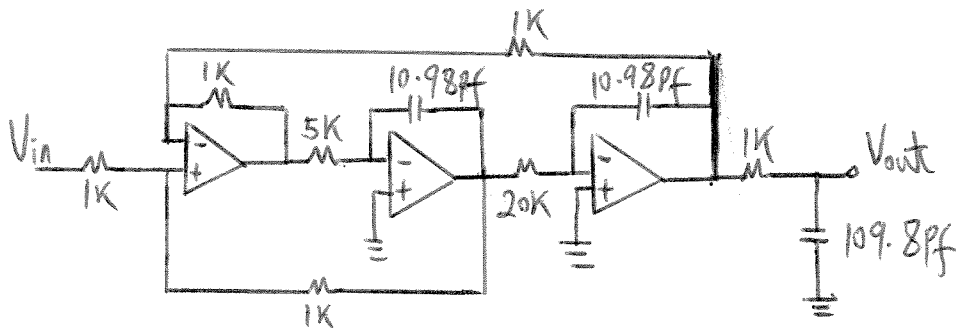 1K
1K
10.98pf
10.98pf
Vin
5K
1K
Vout
-
-
-
+
+
+
1K
20K
109.8pf
1K